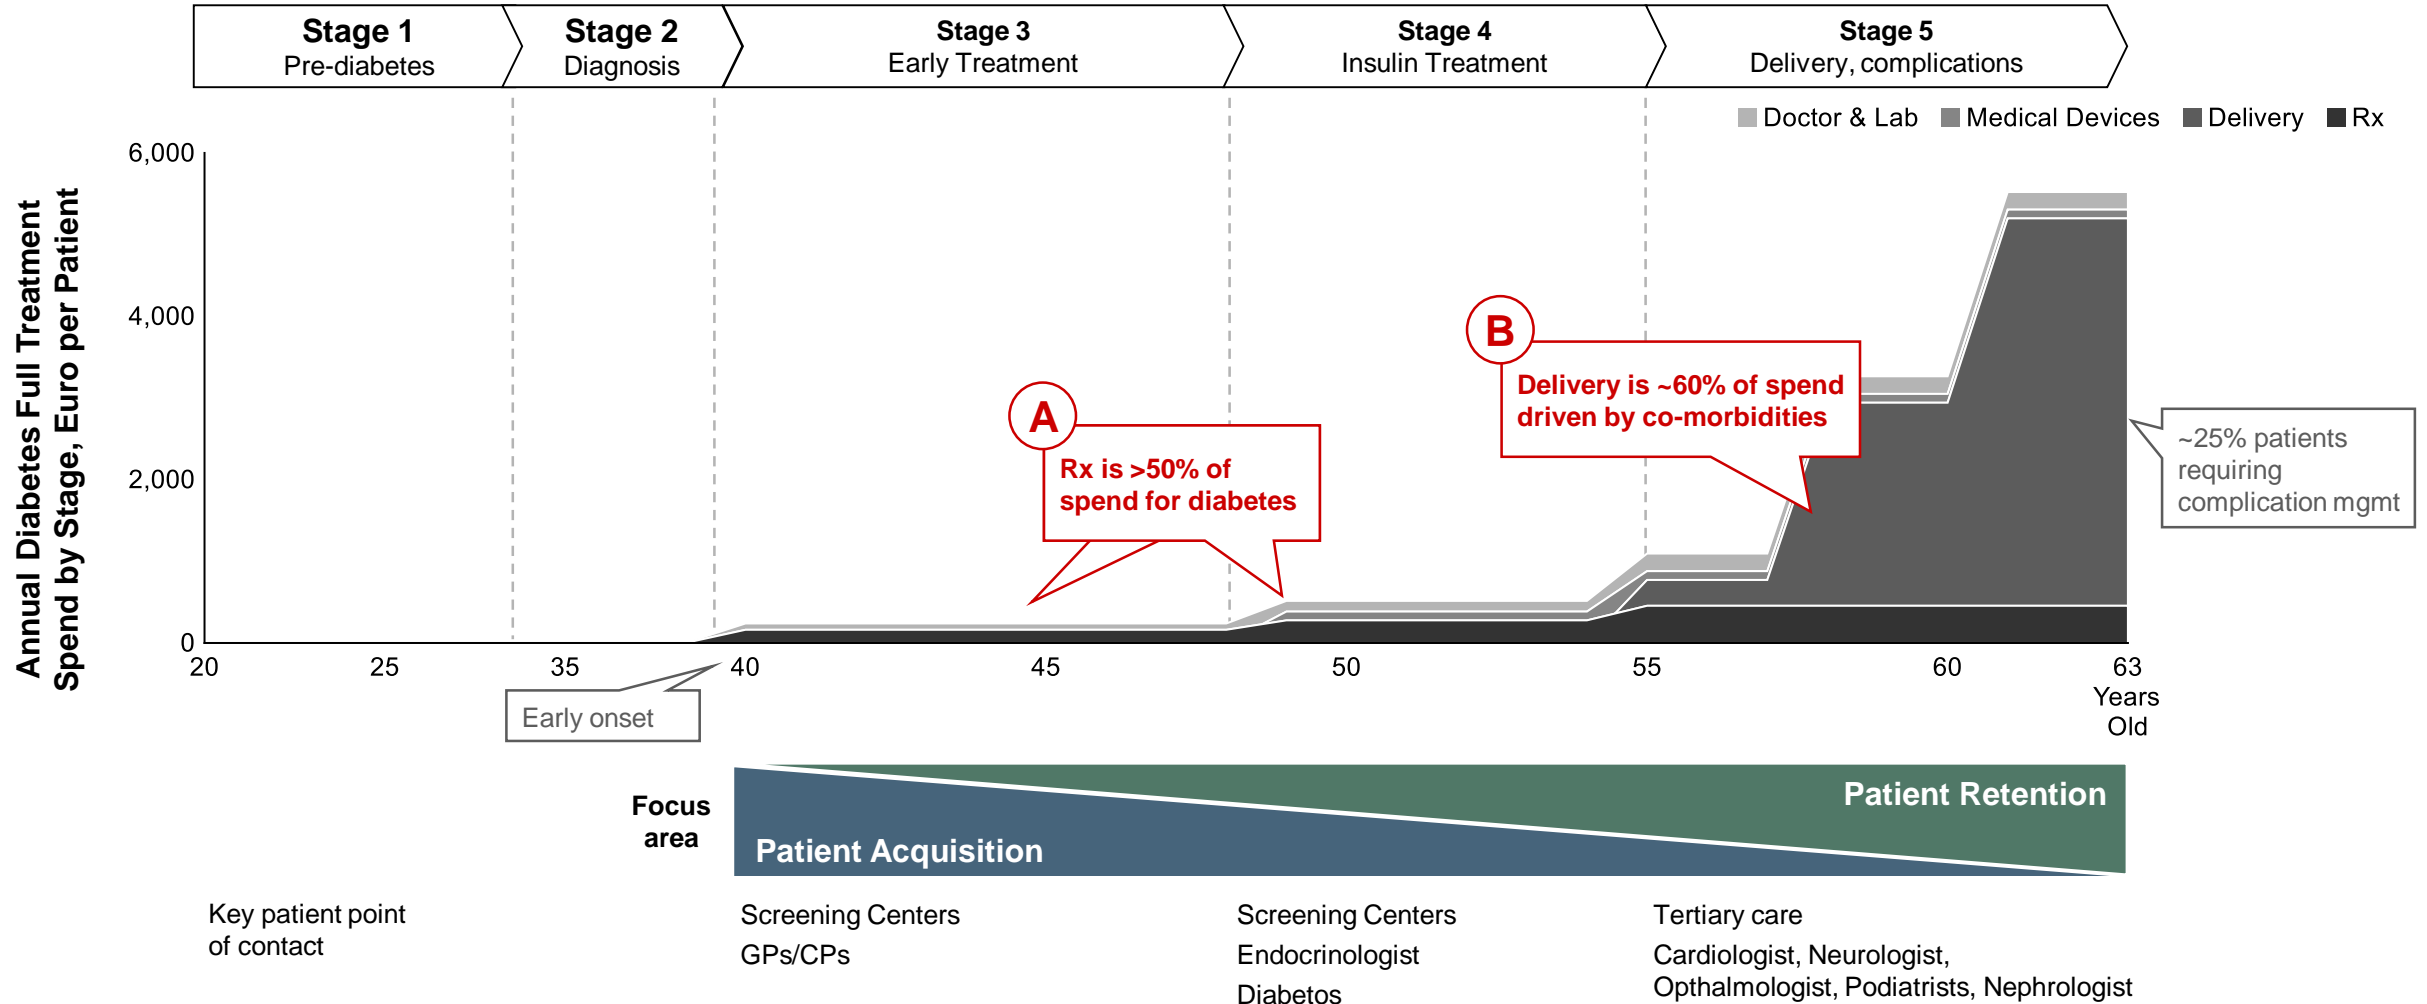 Stage 1
Pre-diabetes
Stage 2
Diagnosis
Stage 3
Early Treatment
Stage 4
Insulin Treatment
Stage 5
Delivery, complications
Doctor & Lab
Medical Devices
Delivery
Rx
Annual Diabetes Full Treatment
Spend by Stage, Euro per Patient
6,000
4,000
2,000
0
A
Rx is >50% of
spend for diabetes
B
Delivery is ~60% of spend
driven by co-morbidities
~25% patients
requiring
complication mgmt
20
25
35
40
45
50
55
60
63
Years
Old
Early onset
Focus
area
Patient Acquisition
Patient Retention
Key patient point
of contact
Screening Centers
GPs/CPs
Screening Centers
Endocrinologist
Diabetos
Tertiary care
Cardiologist, Neurologist,
Opthalmologist, Podiatrists, Nephrologist